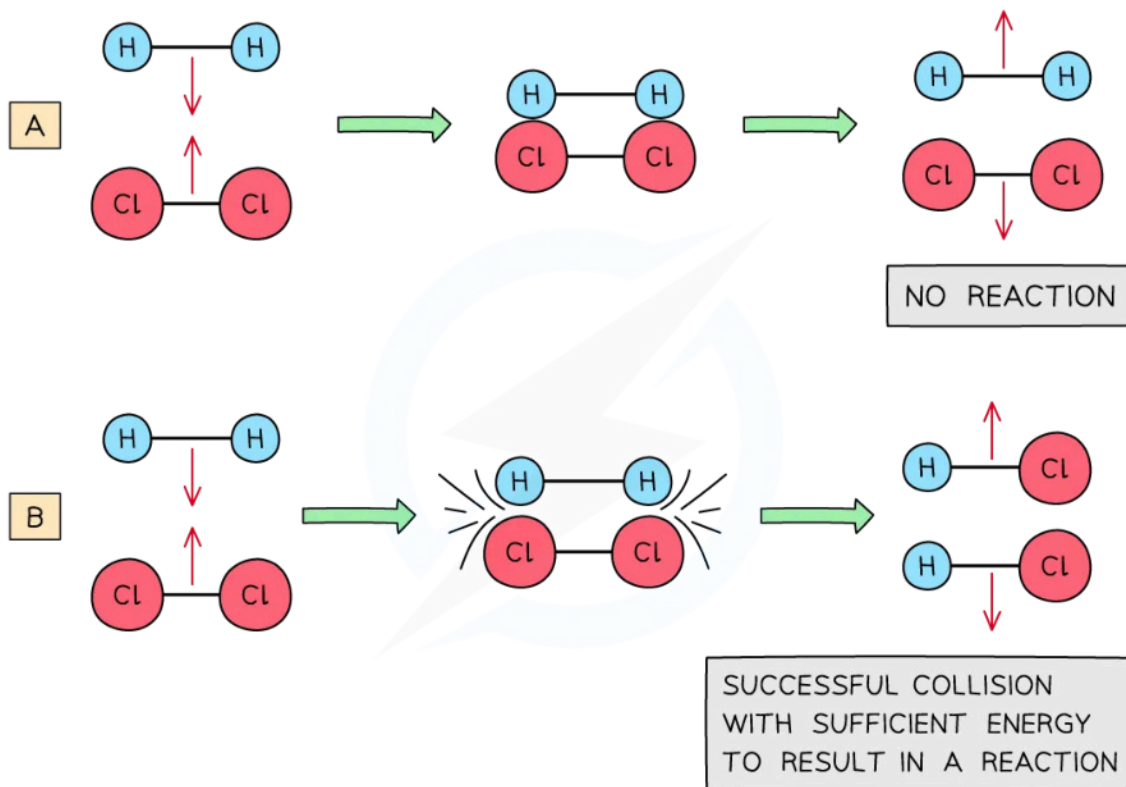 H H
A
Cl Cl
H H
Cl Cl
H H
Cl Cl
NO REACTION
H H
B
Cl Cl
H H
Cl Cl
H Cl
H Cl
SUCCESSFUL COLLISION
WITH SUFFICIENT ENERGY
TO RESULT IN A REACTION